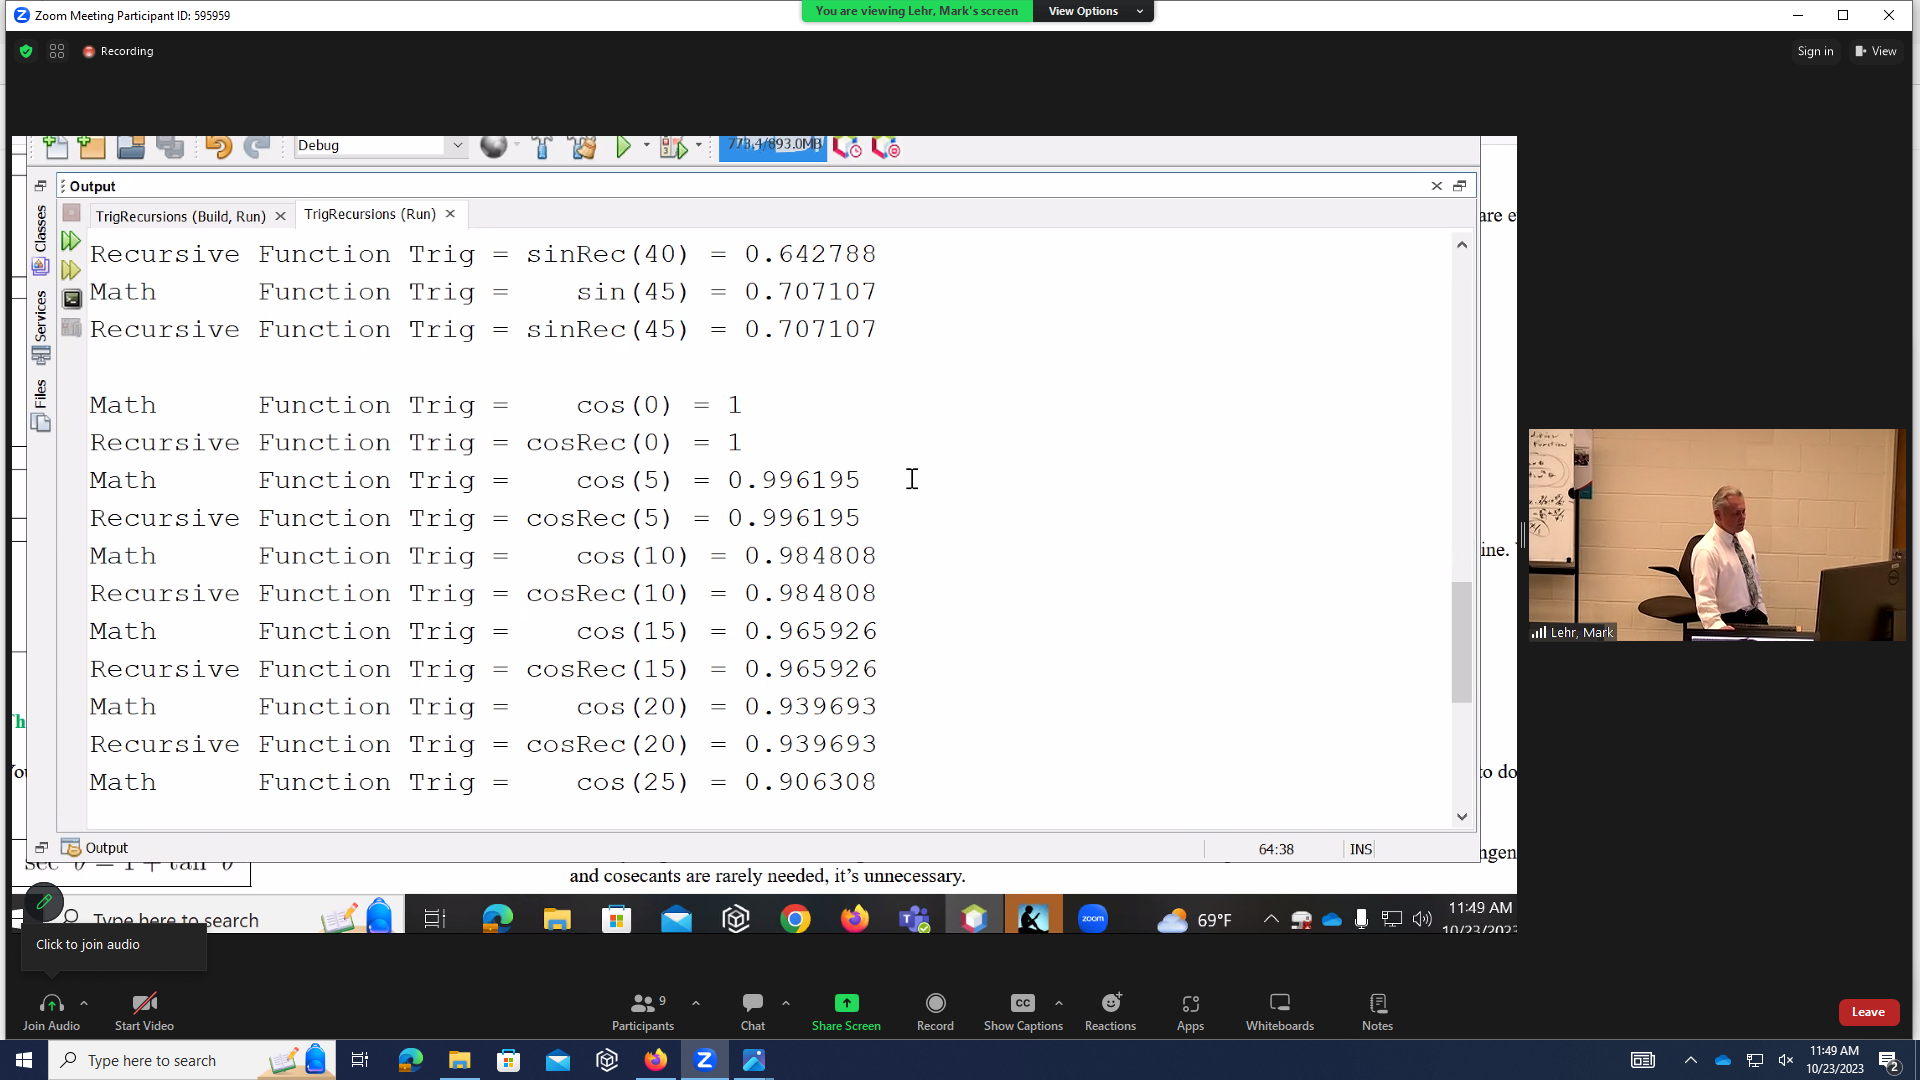 Zoom Meeting Participant ID: 595959
You are viewing Lehr, Mark's screen
View Options
Recording
Sign in
View
Debug
773.4/893.0MB
Output
TrigRecursions (Build, Run)
TrigRecursions (Run)
Classes
Services
Files
Recursive Function Trig = sinRec(40) = 0.642788
Math Function Trig = sin(45) = 0.707107
Recursive Function Trig = sinRec(45) = 0.707107
Math Function Trig = cos(0) = 1
Recursive Function Trig = cosRec(0) = 1
Math Function Trig = cos(5) = 0.996195
Recursive Function Trig = cosRec(5) = 0.996195
Math Function Trig = cos(10) = 0.984808
Recursive Function Trig = cosRec(10) = 0.984808
Math Function Trig = cos(15) = 0.965926
Recursive Function Trig = cosRec(15) = 0.965926
Math Function Trig = cos(20) = 0.939693
Recursive Function Trig = cosRec(20) = 0.939693
Math Function Trig = cos(25) = 0.906308
are e
ine.
to do
ngen
Output
64:38
INS
and cosecants are rarely needed, it's unnecessary.
Lehr, Mark
Type here to search
69°F
11:49 AM
10/23/2023
Click to join audio
Join Audio
Start Video
9
Participants
Chat
Share Screen
Record
CC
Show Captions
Reactions
Apps
Whiteboards
Notes
Leave
Type here to search
zoom
11:49 AM
10/23/2023
2